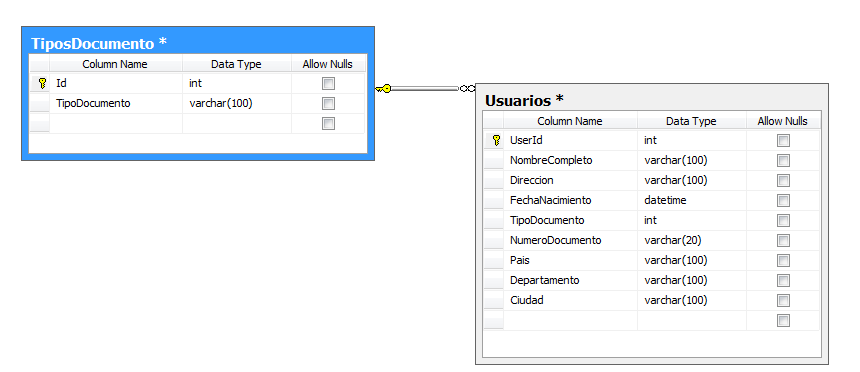 TiposDocumento *
Column Name Data Type Allow Nulls
Id int
TipoDocumento varchar(100)
Usuarios *
Column Name Data Type Allow Nulls
UserId int
NombreCompleto varchar(100)
Direccion varchar(100)
FechaNacimiento datetime
TipoDocumento int
NumeroDocumento varchar(20)
Pais varchar(100)
Departamento varchar(100)
Ciudad varchar(100)